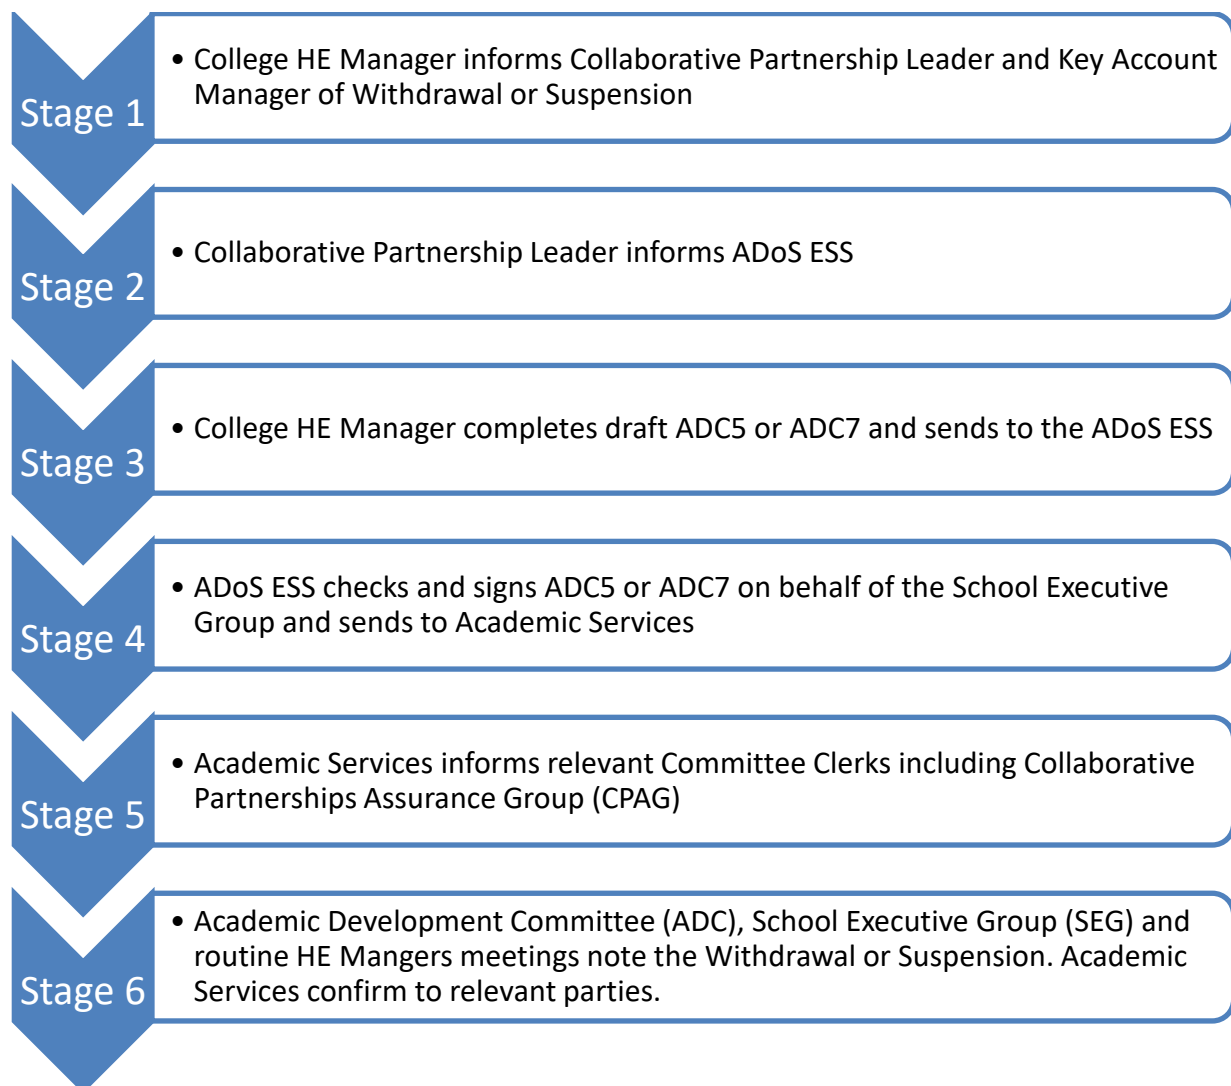 Stage 1
• College HE Manager informs Collaborative Partnership Leader and Key Account
Manager of Withdrawal or Suspension
Stage 2
• Collaborative Partnership Leader informs ADoS ESS
Stage 3
• College HE Manager completes draft ADC5 or ADC7 and sends to the ADoS ESS
Stage 4
• ADoS ESS checks and signs ADC5 or ADC7 on behalf of the School Executive
Group and sends to Academic Services
Stage 5
• Academic Services informs relevant Committee Clerks including Collaborative
Partnerships Assurance Group (CPAG)
Stage 6
• Academic Development Committee (ADC), School Executive Group (SEG) and
routine HE Mangers meetings note the Withdrawal or Suspension. Academic
Services confirm to relevant parties.